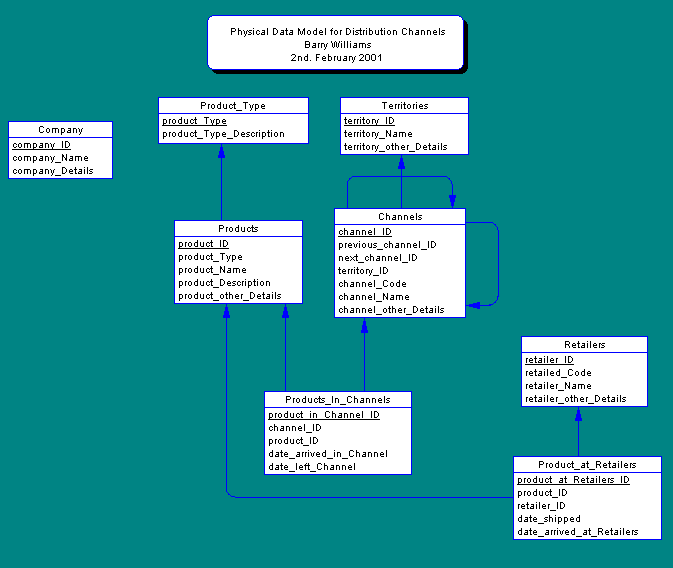 Physical Data Model for Distribution Channels
Barry Williams
2nd. February 2001
Product_Type
product_Type
product_Type_Description
Territories
territory_ID
territory_Name
territory_other_Details
Company
company_ID
company_Name
company_Details
Products
product_ID
product_Type
product_Name
product_Description
product_other_Details
Channels
channel_ID
previous_channel_ID
next_channel_ID
territory_ID
channel_Code
channel_Name
channel_other_Details
Retailers
retailer_ID
retailed_Code
retailer_Name
retailer_other_Details
Products_In_Channels
product_in_Channel_ID
channel_ID
product_ID
date_arrived_in_Channel
date_left_Channel
Product_at_Retailers
product_at_Retailers_ID
product_ID
retailer_ID
date_shipped
date_arrived_at_Retailers